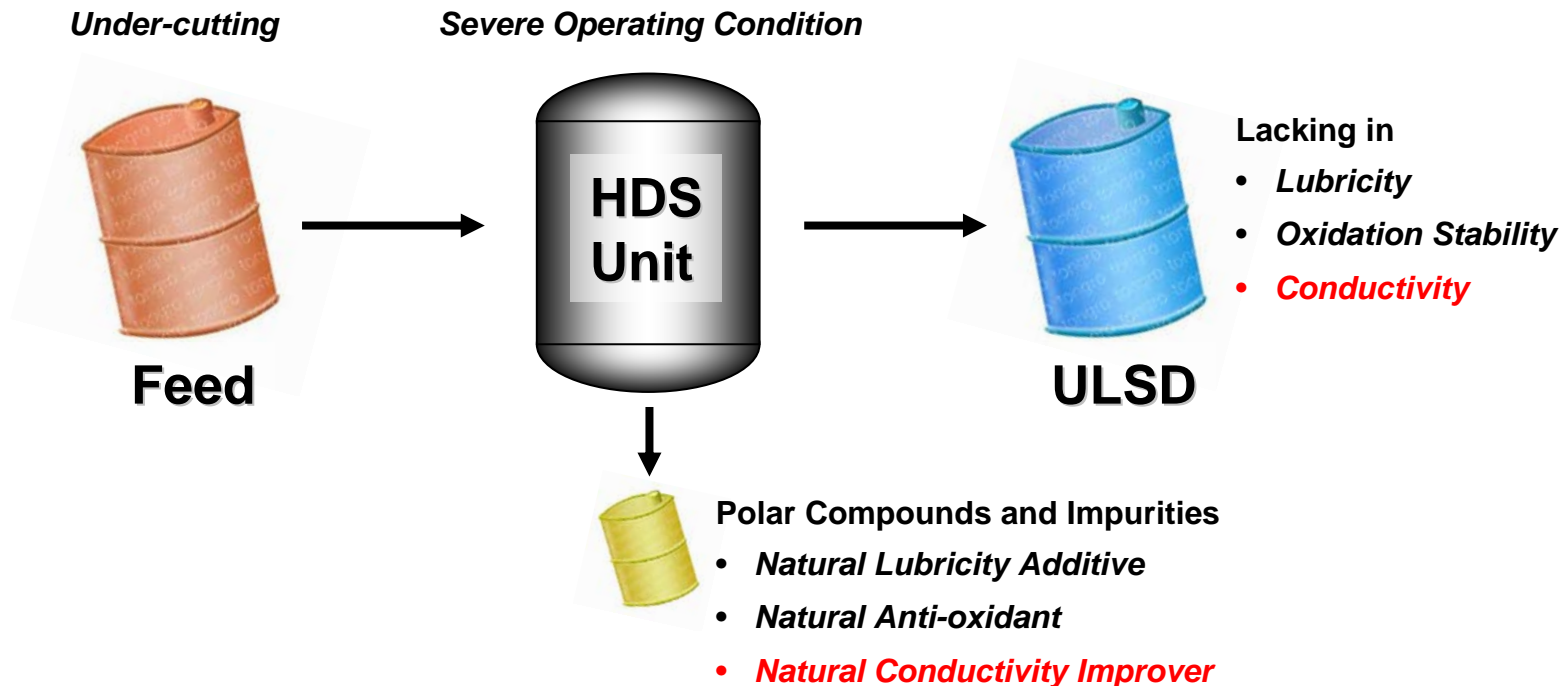 Under-cutting
Severe Operating Condition
HDS
Unit
Feed
ULSD
Lacking in
• Lubricity
• Oxidation Stability
• Conductivity
Polar Compounds and Impurities
• Natural Lubricity Additive
• Natural Anti-oxidant
• Natural Conductivity Improver